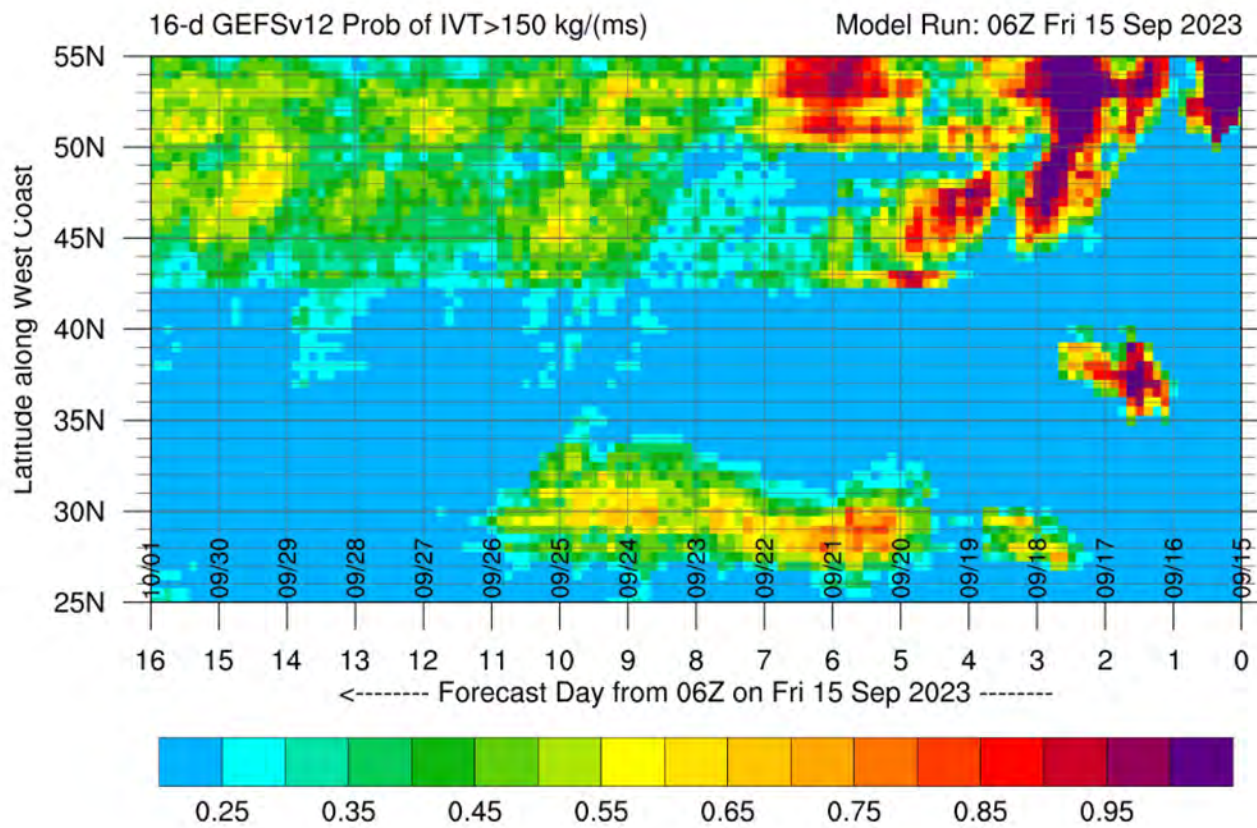 16-d GEFSv12 Prob of IVT>150 kg/(ms) Model Run: 06Z Fri 15 Sep 2023
55N
50N
45N
40N
35N
30N
25N
Latitude along West Coast
10/01 09/30 09/29 09/28 09/27 09/26 09/25 09/24 09/23 09/22 09/21 09/20 09/19 09/18 09/17 09/16 09/15
16 15 14 13 12 11 10 9 8 7 6 5 4 3 2 1 0
<-------- Forecast Day from 06Z on Fri 15 Sep 2023 --------->
0.25 0.35 0.45 0.55 0.65 0.75 0.85 0.95